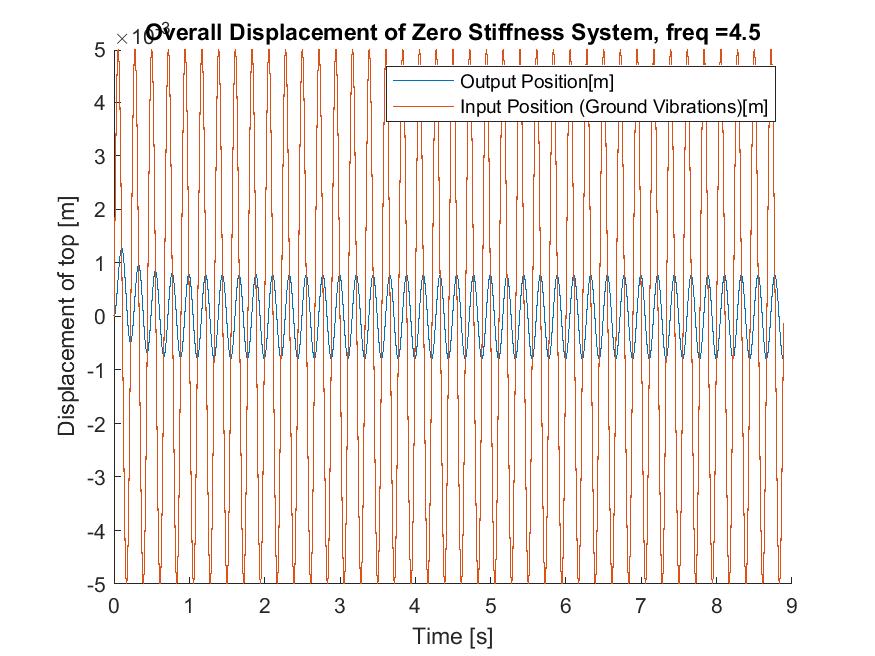 ×10-3
Overall Displacement of Zero Stiffness System, freq =4.5
Output Position[m]
Input Position (Ground Vibrations)[m]
Displacement of top [m]
5
4
3
2
1
0
-1
-2
-3
-4
-5
0 1 2 3 4 5 6 7 8 9
Time [s]